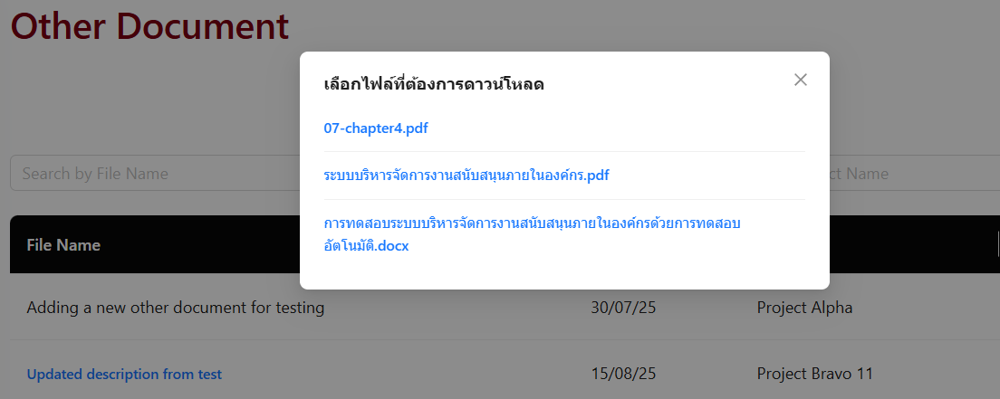 Other Document
เลือกไฟล์ที่ต้องการดาวน์โหลด
07-chapter4.pdf
ระบบบริหารจัดการงานสนับสนุนภายในองค์กร.pdf
การทดสอบระบบบริหารจัดการงานสนับสนุนภายในองค์กรด้วยการทดสอบ
อัตโนมัติ.docx
Search by File Name
Name
File Name
Adding a new other document for testing 30/07/25 Project Alpha
Updated description from test 15/08/25 Project Bravo 11